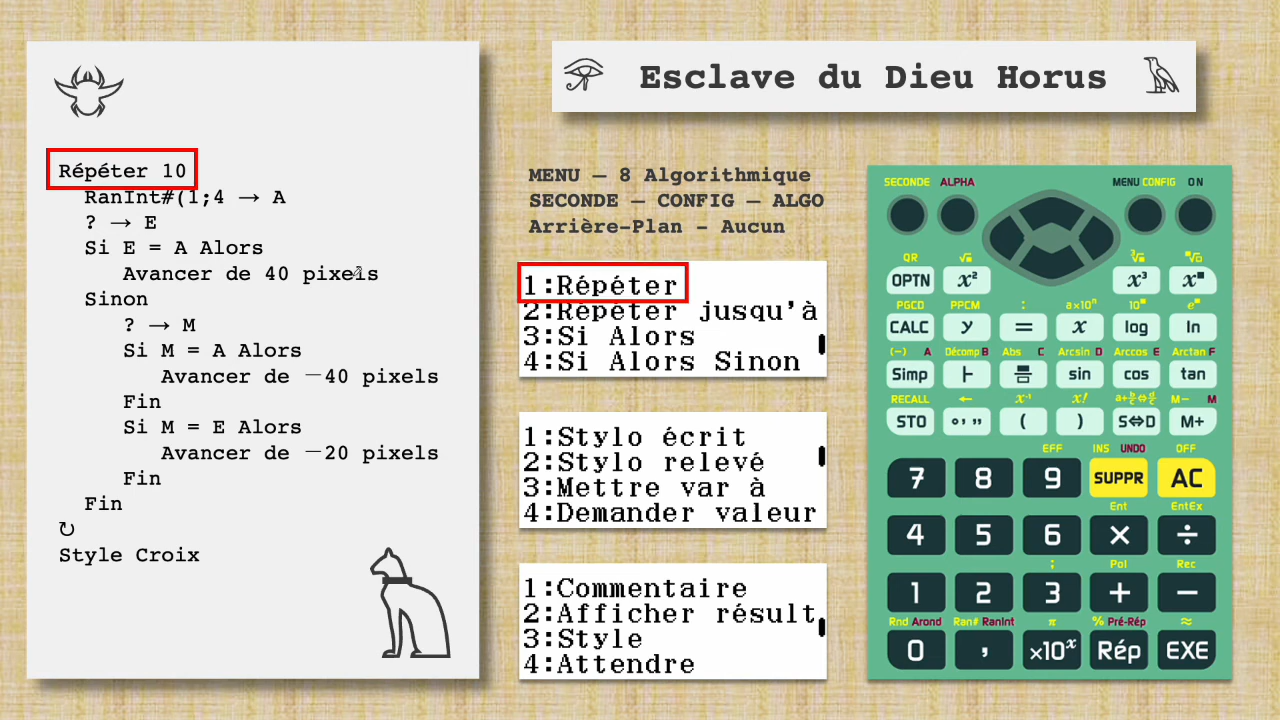 Esclave du Dieu Horus
Répéter 10
RanInt#(1;4 → A
? → E
Si E = A Alors
Avancer de 40 pixels
Sinon
? → M
Si M = A Alors
Avancer de −40 pixels
Fin
Si M = E Alors
Avancer de −20 pixels
Fin
Fin
↻
Style Croix
MENU – 8 Algorithmique
SECONDE – CONFIG – ALGO
Arrière-Plan - Aucun
1:Répéter
2:Répéter jusqu'à
3:Si Alors
4:Si Alors Sinon
1:Stylo écrit
2:Stylo relevé
3:Mettre var à
4:Demander valeur
1:Commentaire
2:Afficher résult
3:Style
4:Attendre
SECONDE ALPHA MENU CONFIG ON
QR √■ ³√■ ■√□
OPTN x² x³ x■
PGCD PPCM : a×10ⁿ 10■ e■
CALC y = x log ln
(−) A Décomp B Abs C Arcsin D Arccos E Arctan F
Simp sin cos tan
RECALL ← x⁻¹ x! a+b/c⇔d/c M− M
STO ° ’ ” ( ) S⇔D M+
EFF INS UNDO OFF
7 8 9 SUPPR AC
Ent EntEx
4 5 6 × ÷
; Pol Rec
1 2 3 + −
Rnd Arond Ran# RanInt π % Pré-Rép ≈
0 , ×10ˣ Rép EXE